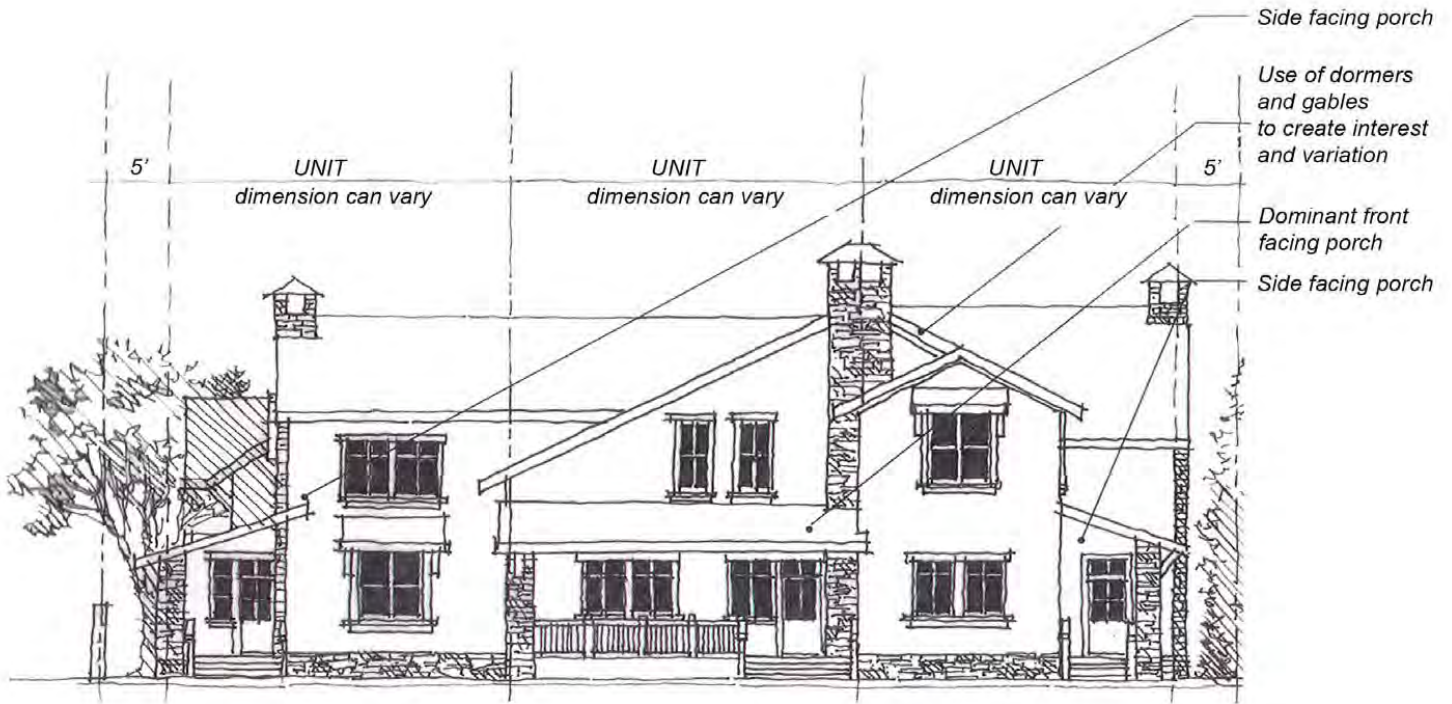 Side facing porch
Use of dormers
and gables
to create interest
and variation
5'
UNIT
dimension can vary
UNIT
dimension can vary
UNIT
dimension can vary
5'
Dominant front
facing porch
Side facing porch